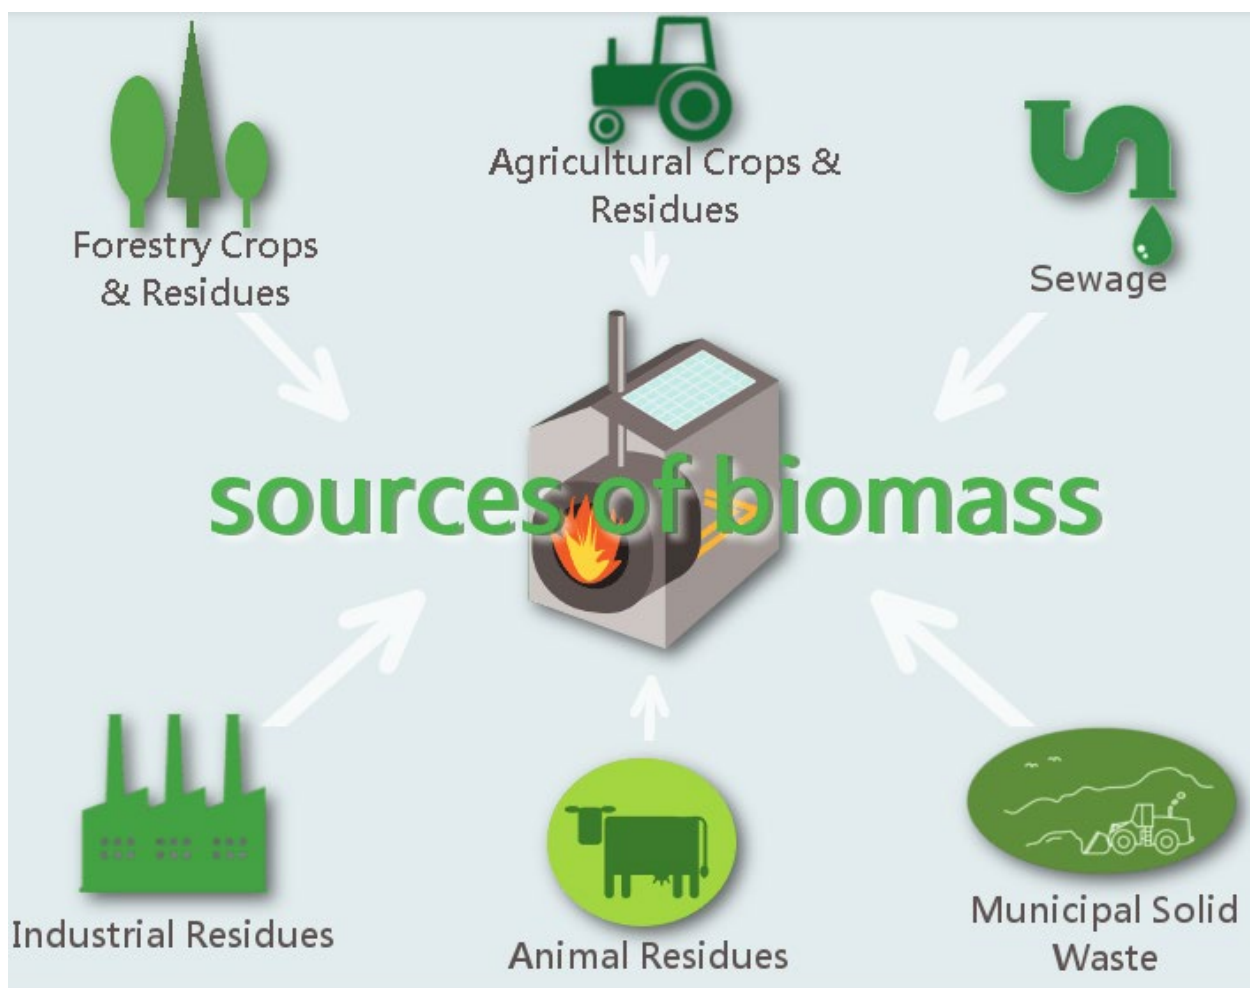 Agricultural Crops &
Residues
Forestry Crops
& Residues
Sewage
sources of biomass
Industrial Residues
Animal Residues
Municipal Solid
Waste